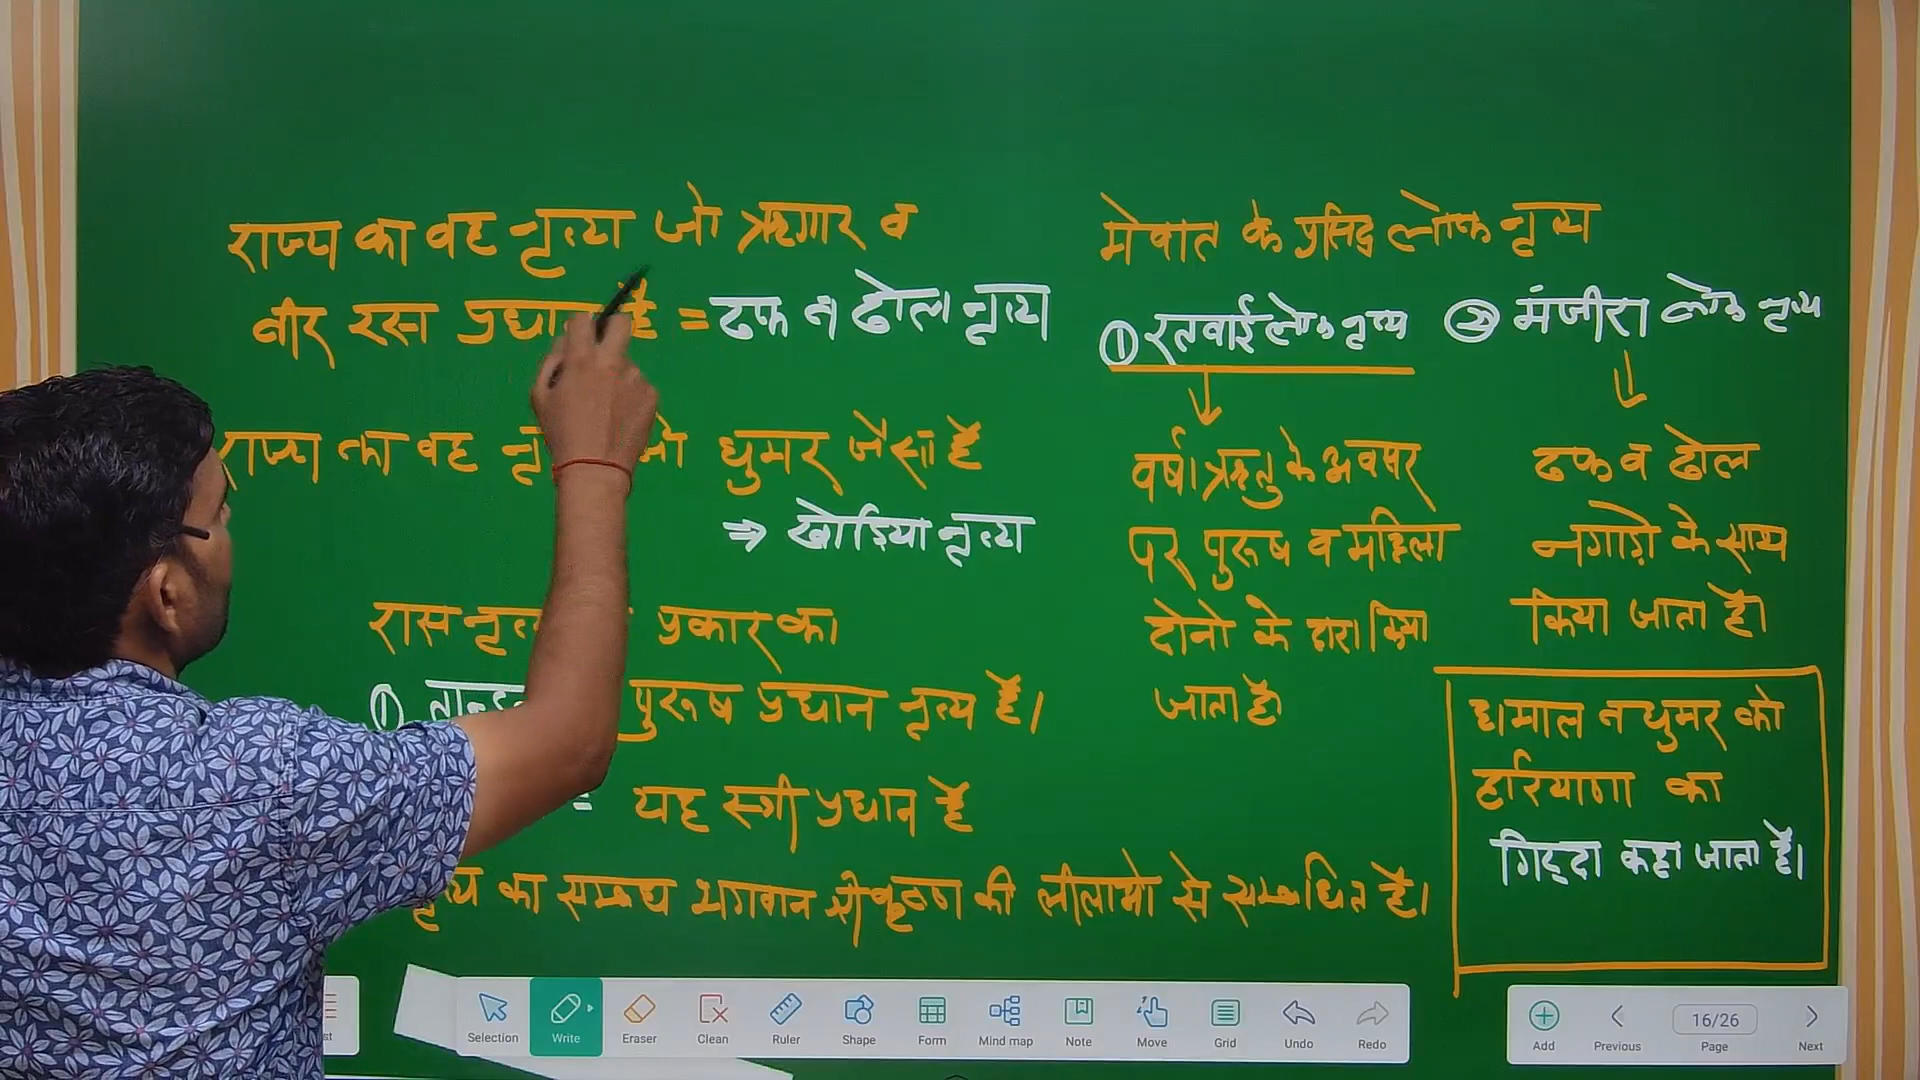 राज्य का वह नृत्य जो श्रृगार व
वीर रस प्रधान है = ढफ व ढोल नृत्य
राज्य का वह जो घुमर जैसा है
⇒ खोडिया नृत्य
रास नृत्य प्रकार का
① पुरूष प्रधान नृत्य है।
= यह स्त्री प्रधान है
का सम्बन्ध भगवान श्रीकृष्ण की लीलाओ से सम्बन्धित है।
मेवात के प्रसिद्ध लोक नृत्य
① रतवाई लोक नृत्य
② मंजीरा लोक नृत्य
वर्षा ऋतु के अवसर
पर पुरूष व महिला
दोनो के द्वारा किया
जाता है
ढफ व ढोल
नगाड़ो के साथ
किया जाता है।
धमाल व घुमर को
हरियाणा का
गिद्दा कहा जाता है।
Selection Write Eraser Clean Ruler Shape Form Mind map Note Move Grid Undo Redo
Add Previous 16/26 Page Next